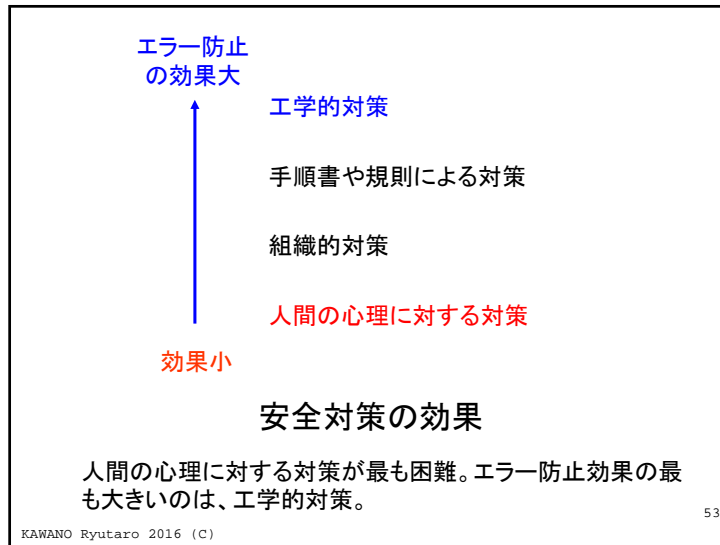 エラー防止
の効果大
工学的対策
手順書や規則による対策
組織的対策
人間の心理に対する対策
効果小
安全対策の効果
人間の心理に対する対策が最も困難。エラー防止効果の最
も大きいのは、工学的対策。
53
KAWANO Ryutaro 2016 (C)